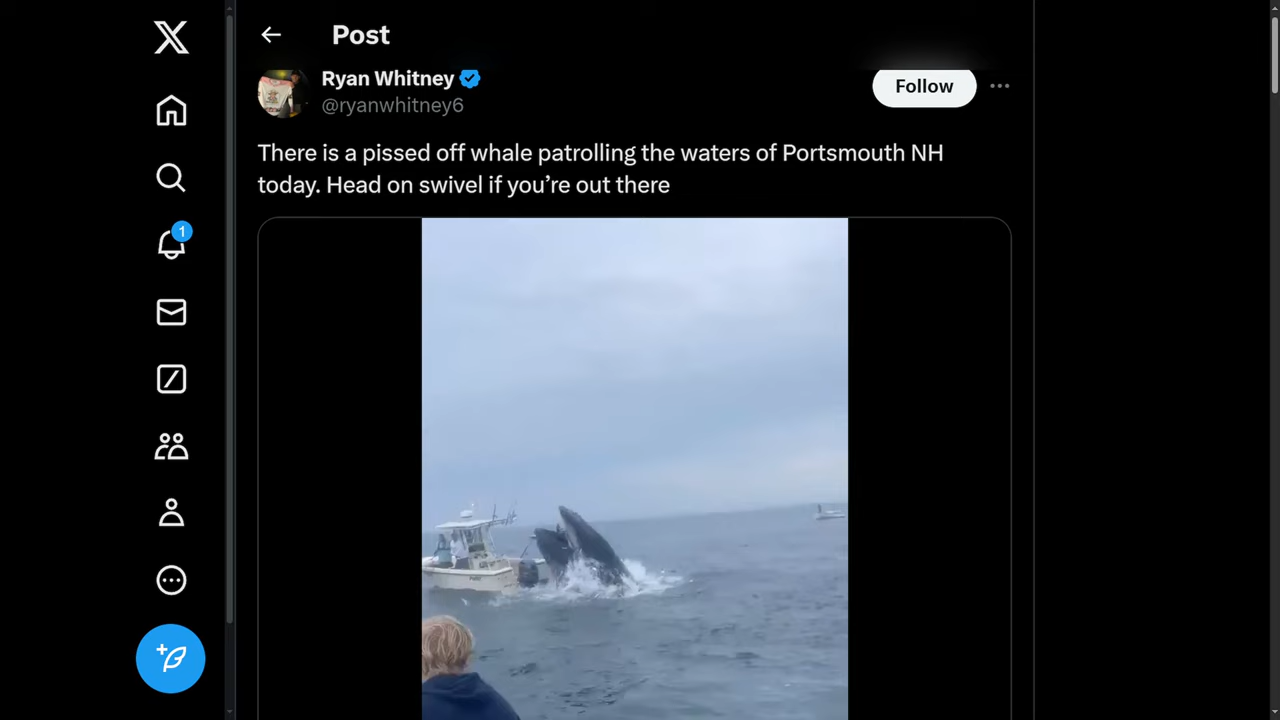 Post
Ryan Whitney
Follow
@ryanwhitney6
There is a pissed off whale patrolling the waters of Portsmouth NH
today. Head on swivel if you’re out there
1